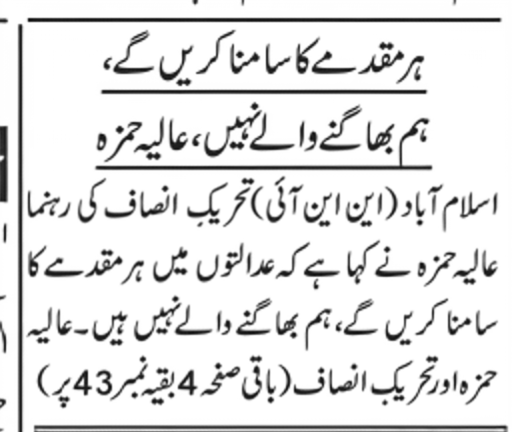 ہر مقدمے کا سامنا کریں گے،
ہم بھاگنے والے نہیں، عالیہ حمزہ
اسلام آباد (این این آئی) تحریک انصاف کی رہنما
عالیہ حمزہ نے کہا ہے کہ عدالتوں میں ہر مقدمے کا
سامنا کریں گے، ہم بھاگنے والے نہیں ہیں۔ عالیہ
حمزہ اور تحریک انصاف (باقی صفحہ 4 بقیہ نمبر 43 پر)